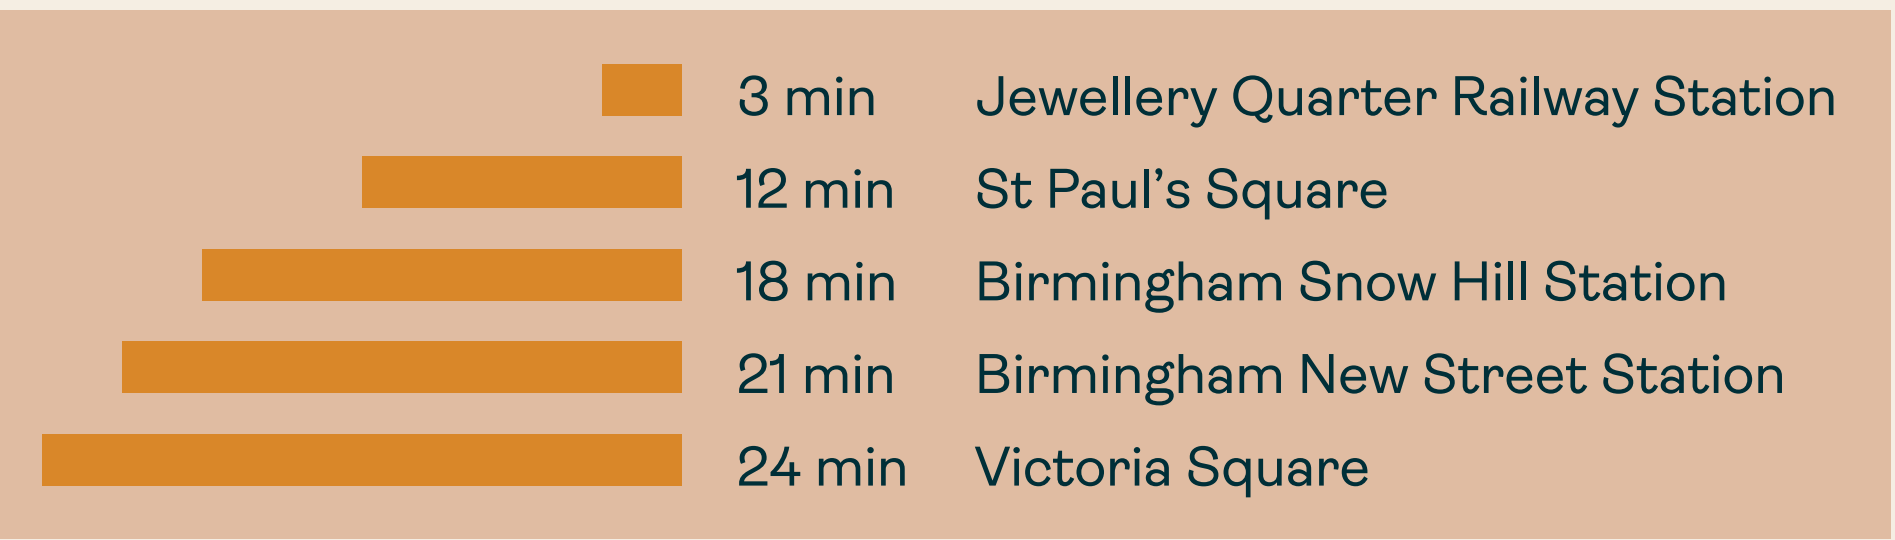 3 min Jewellery Quarter Railway Station
12 min St Paul’s Square
18 min Birmingham Snow Hill Station
21 min Birmingham New Street Station
24 min Victoria Square